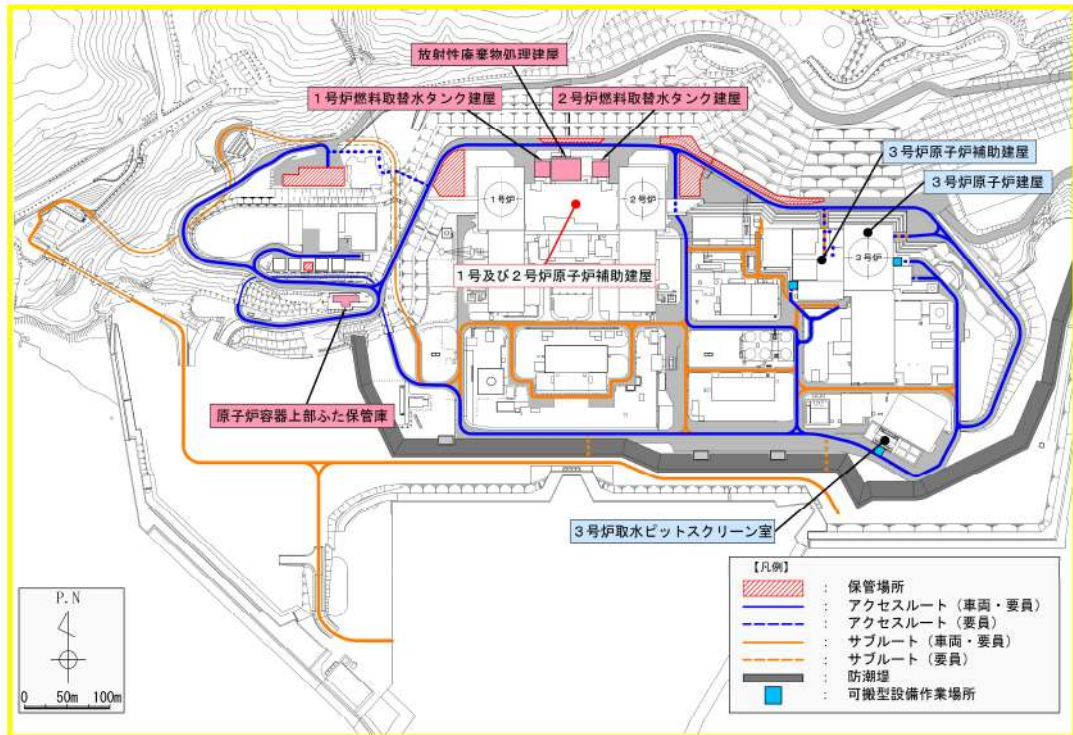 放射性廃棄物処理建屋
1号炉燃料取替水タンク建屋
2号炉燃料取替水タンク建屋
3号炉原子炉補助建屋
3号炉原子炉建屋
1号炉
2号炉
3号炉
1号及び2号炉原子炉補助建屋
原子炉容器上部ふた保管庫
3号炉取水ピットスクリーン室
【凡例】
: 保管場所
: アクセスルート(車両・要員)
: アクセスルート(要員)
: サブルート(車両・要員)
: サブルート(要員)
: 防潮堤
: 可搬型設備作業場所
P.N
0 50m 100m